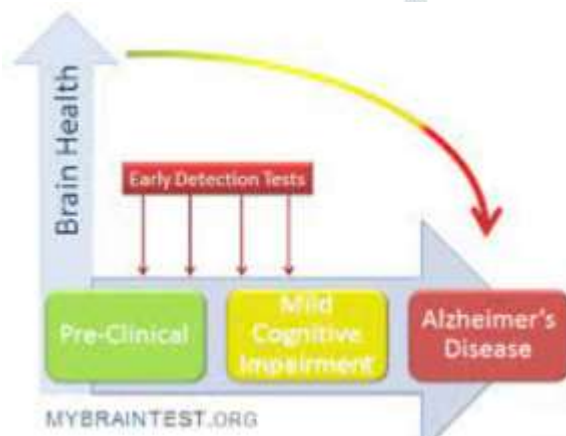 Brain Health
Early Detection Tests
Pre-Clinical
Mild
Cognitive
Impairment
Alzheimer's
Disease
MYBRAINTEST.ORG